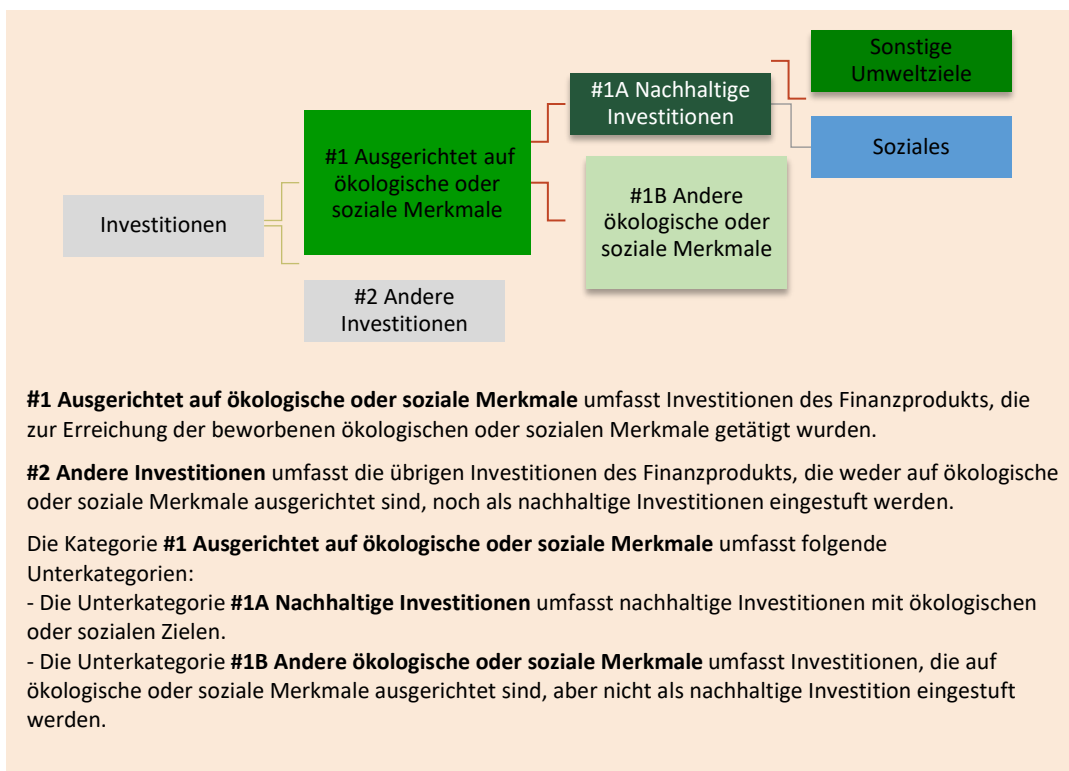 Sonstige
Umweltziele
#1A Nachhaltige
Investitionen
Soziales
#1 Ausgerichtet auf
ökologische oder
soziale Merkmale
#1B Andere
ökologische oder
soziale Merkmale
Investitionen
#2 Andere
Investitionen
#1 Ausgerichtet auf ökologische oder soziale Merkmale umfasst Investitionen des Finanzprodukts, die
zur Erreichung der beworbenen ökologischen oder sozialen Merkmale getätigt wurden.
#2 Andere Investitionen umfasst die übrigen Investitionen des Finanzprodukts, die weder auf ökologische
oder soziale Merkmale ausgerichtet sind, noch als nachhaltige Investitionen eingestuft werden.
Die Kategorie #1 Ausgerichtet auf ökologische oder soziale Merkmale umfasst folgende
Unterkategorien:
- Die Unterkategorie #1A Nachhaltige Investitionen umfasst nachhaltige Investitionen mit ökologischen
oder sozialen Zielen.
- Die Unterkategorie #1B Andere ökologische oder soziale Merkmale umfasst Investitionen, die auf
ökologische oder soziale Merkmale ausgerichtet sind, aber nicht als nachhaltige Investition eingestuft
werden.